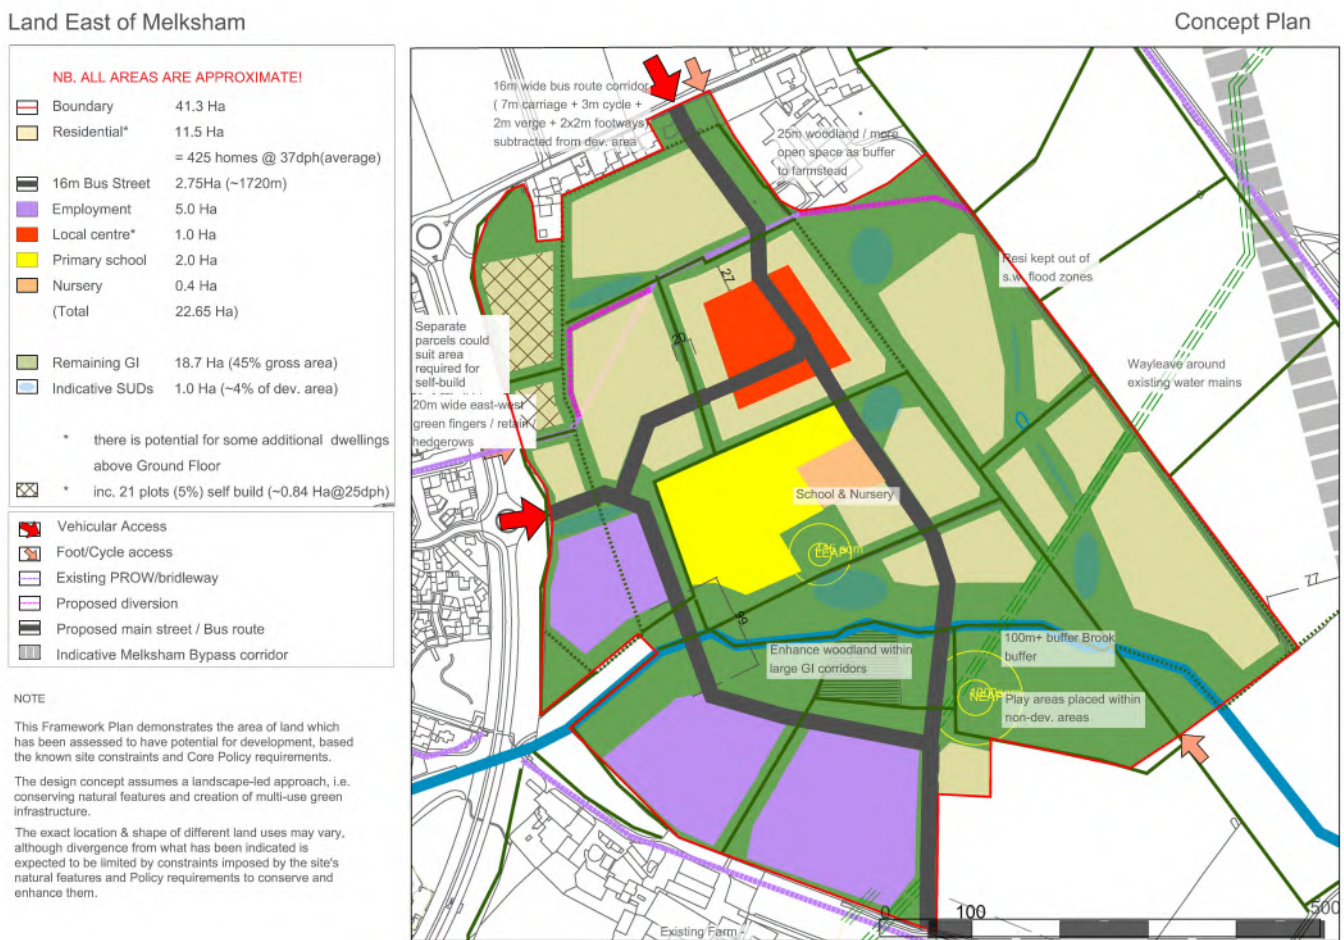 Land East of Melksham
Concept Plan
NB. ALL AREAS ARE APPROXIMATE!
Boundary 41.3 Ha
Residential* 11.5 Ha
= 425 homes @ 37dph(average)
16m Bus Street 2.75Ha (~1720m)
Employment 5.0 Ha
Local centre* 1.0 Ha
Primary school 2.0 Ha
Nursery 0.4 Ha
(Total 22.65 Ha)
Remaining GI 18.7 Ha (45% gross area)
Indicative SUDs 1.0 Ha (~4% of dev. area)
* there is potential for some additional dwellings
above Ground Floor
* inc. 21 plots (5%) self build (~0.84 Ha@25dph)
Vehicular Access
Foot/Cycle access
Existing PROW/bridleway
Proposed diversion
Proposed main street / Bus route
Indicative Melksham Bypass corridor
NOTE
This Framework Plan demonstrates the area of land which
has been assessed to have potential for development, based
the known site constraints and Core Policy requirements.
The design concept assumes a landscape-led approach, i.e.
conserving natural features and creation of multi-use green
infrastructure.
The exact location & shape of different land uses may vary,
although divergence from what has been indicated is
expected to be limited by constraints imposed by the site's
natural features and Policy requirements to conserve and
enhance them.
16m wide bus route corridor
( 7m carriage + 3m cycle +
2m verge + 2x2m footways)
subtracted from dev. area
25m woodland / more
open space as buffer
to farmstead
Resi kept out of
s.w. flood zones
27
20
Separate
parcels could
suit area
required for
self-build
20m wide east-west
green fingers / retain /
hedgerows
Wayleave around
existing water mains
School & Nursery
LEAP
77
99
Enhance woodland within
large GI corridors
100m+ buffer Brook
buffer
NEAP
Play areas placed within
non-dev. areas
Existing Farm -
0 100 500